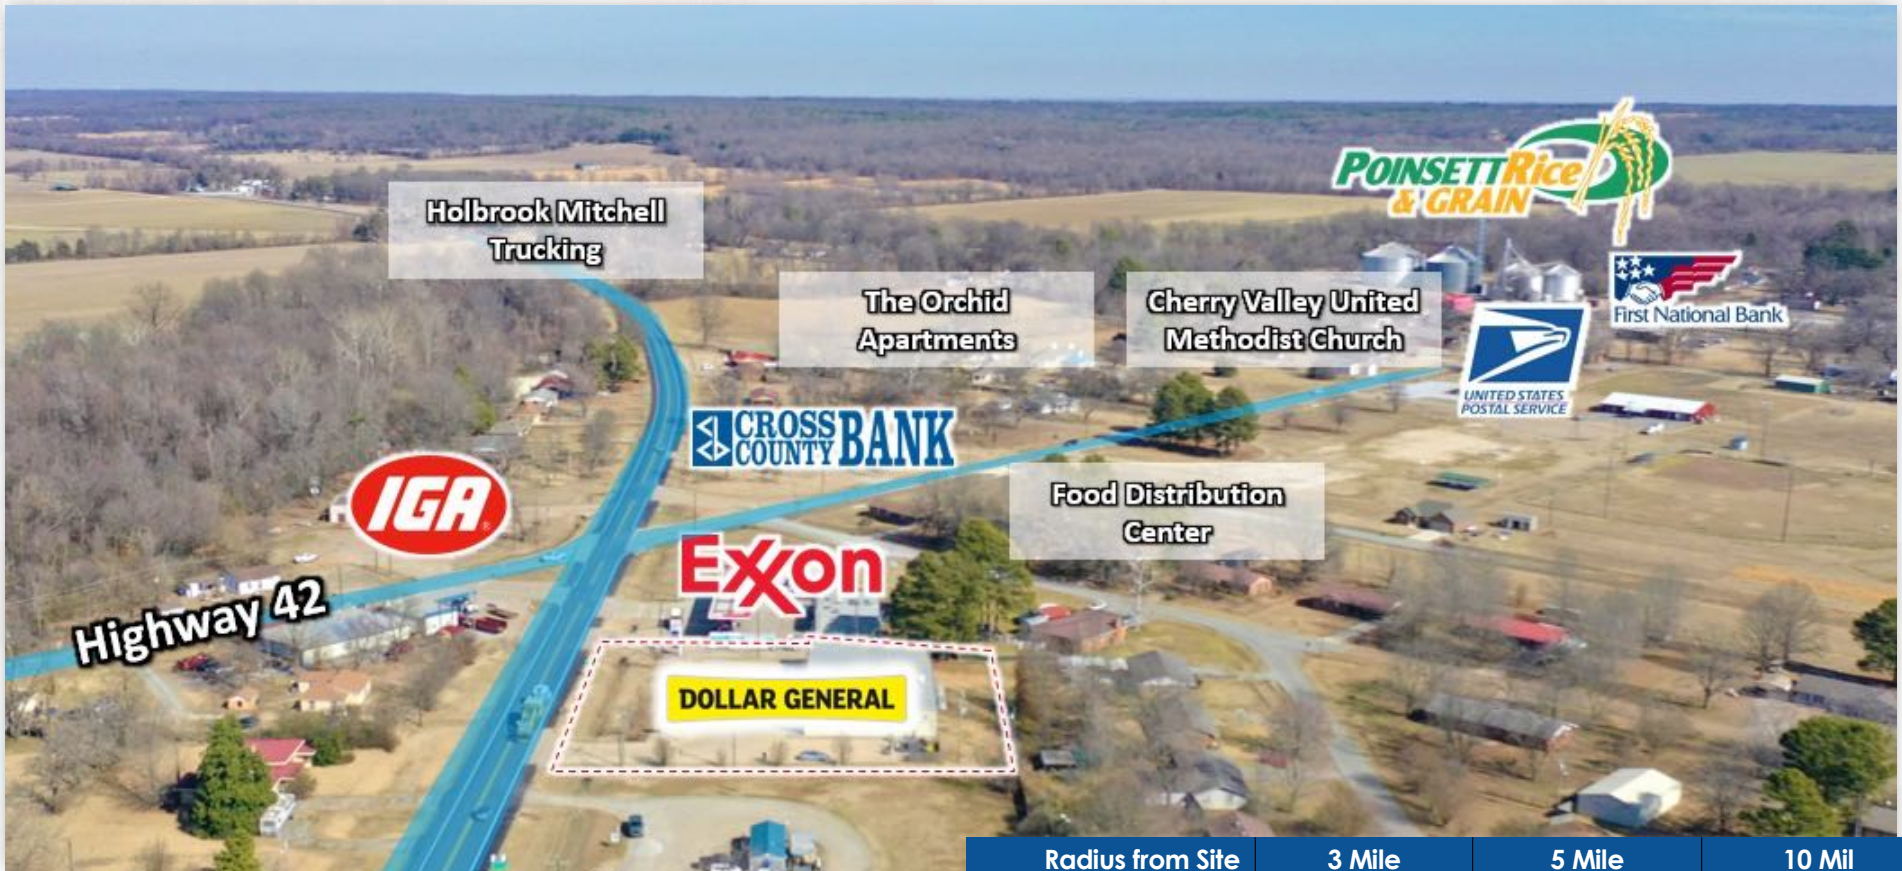 Holbrook Mitchell
Trucking
POINSETT Rice
& GRAIN
First National Bank
The Orchid
Apartments
Cherry Valley United
Methodist Church
UNITED STATES
POSTAL SERVICE
CROSS
COUNTY BANK
IGA®
Food Distribution
Center
Exxon
Highway 42
DOLLAR GENERAL
Radius from Site 3 Mile 5 Mile 10 Mil